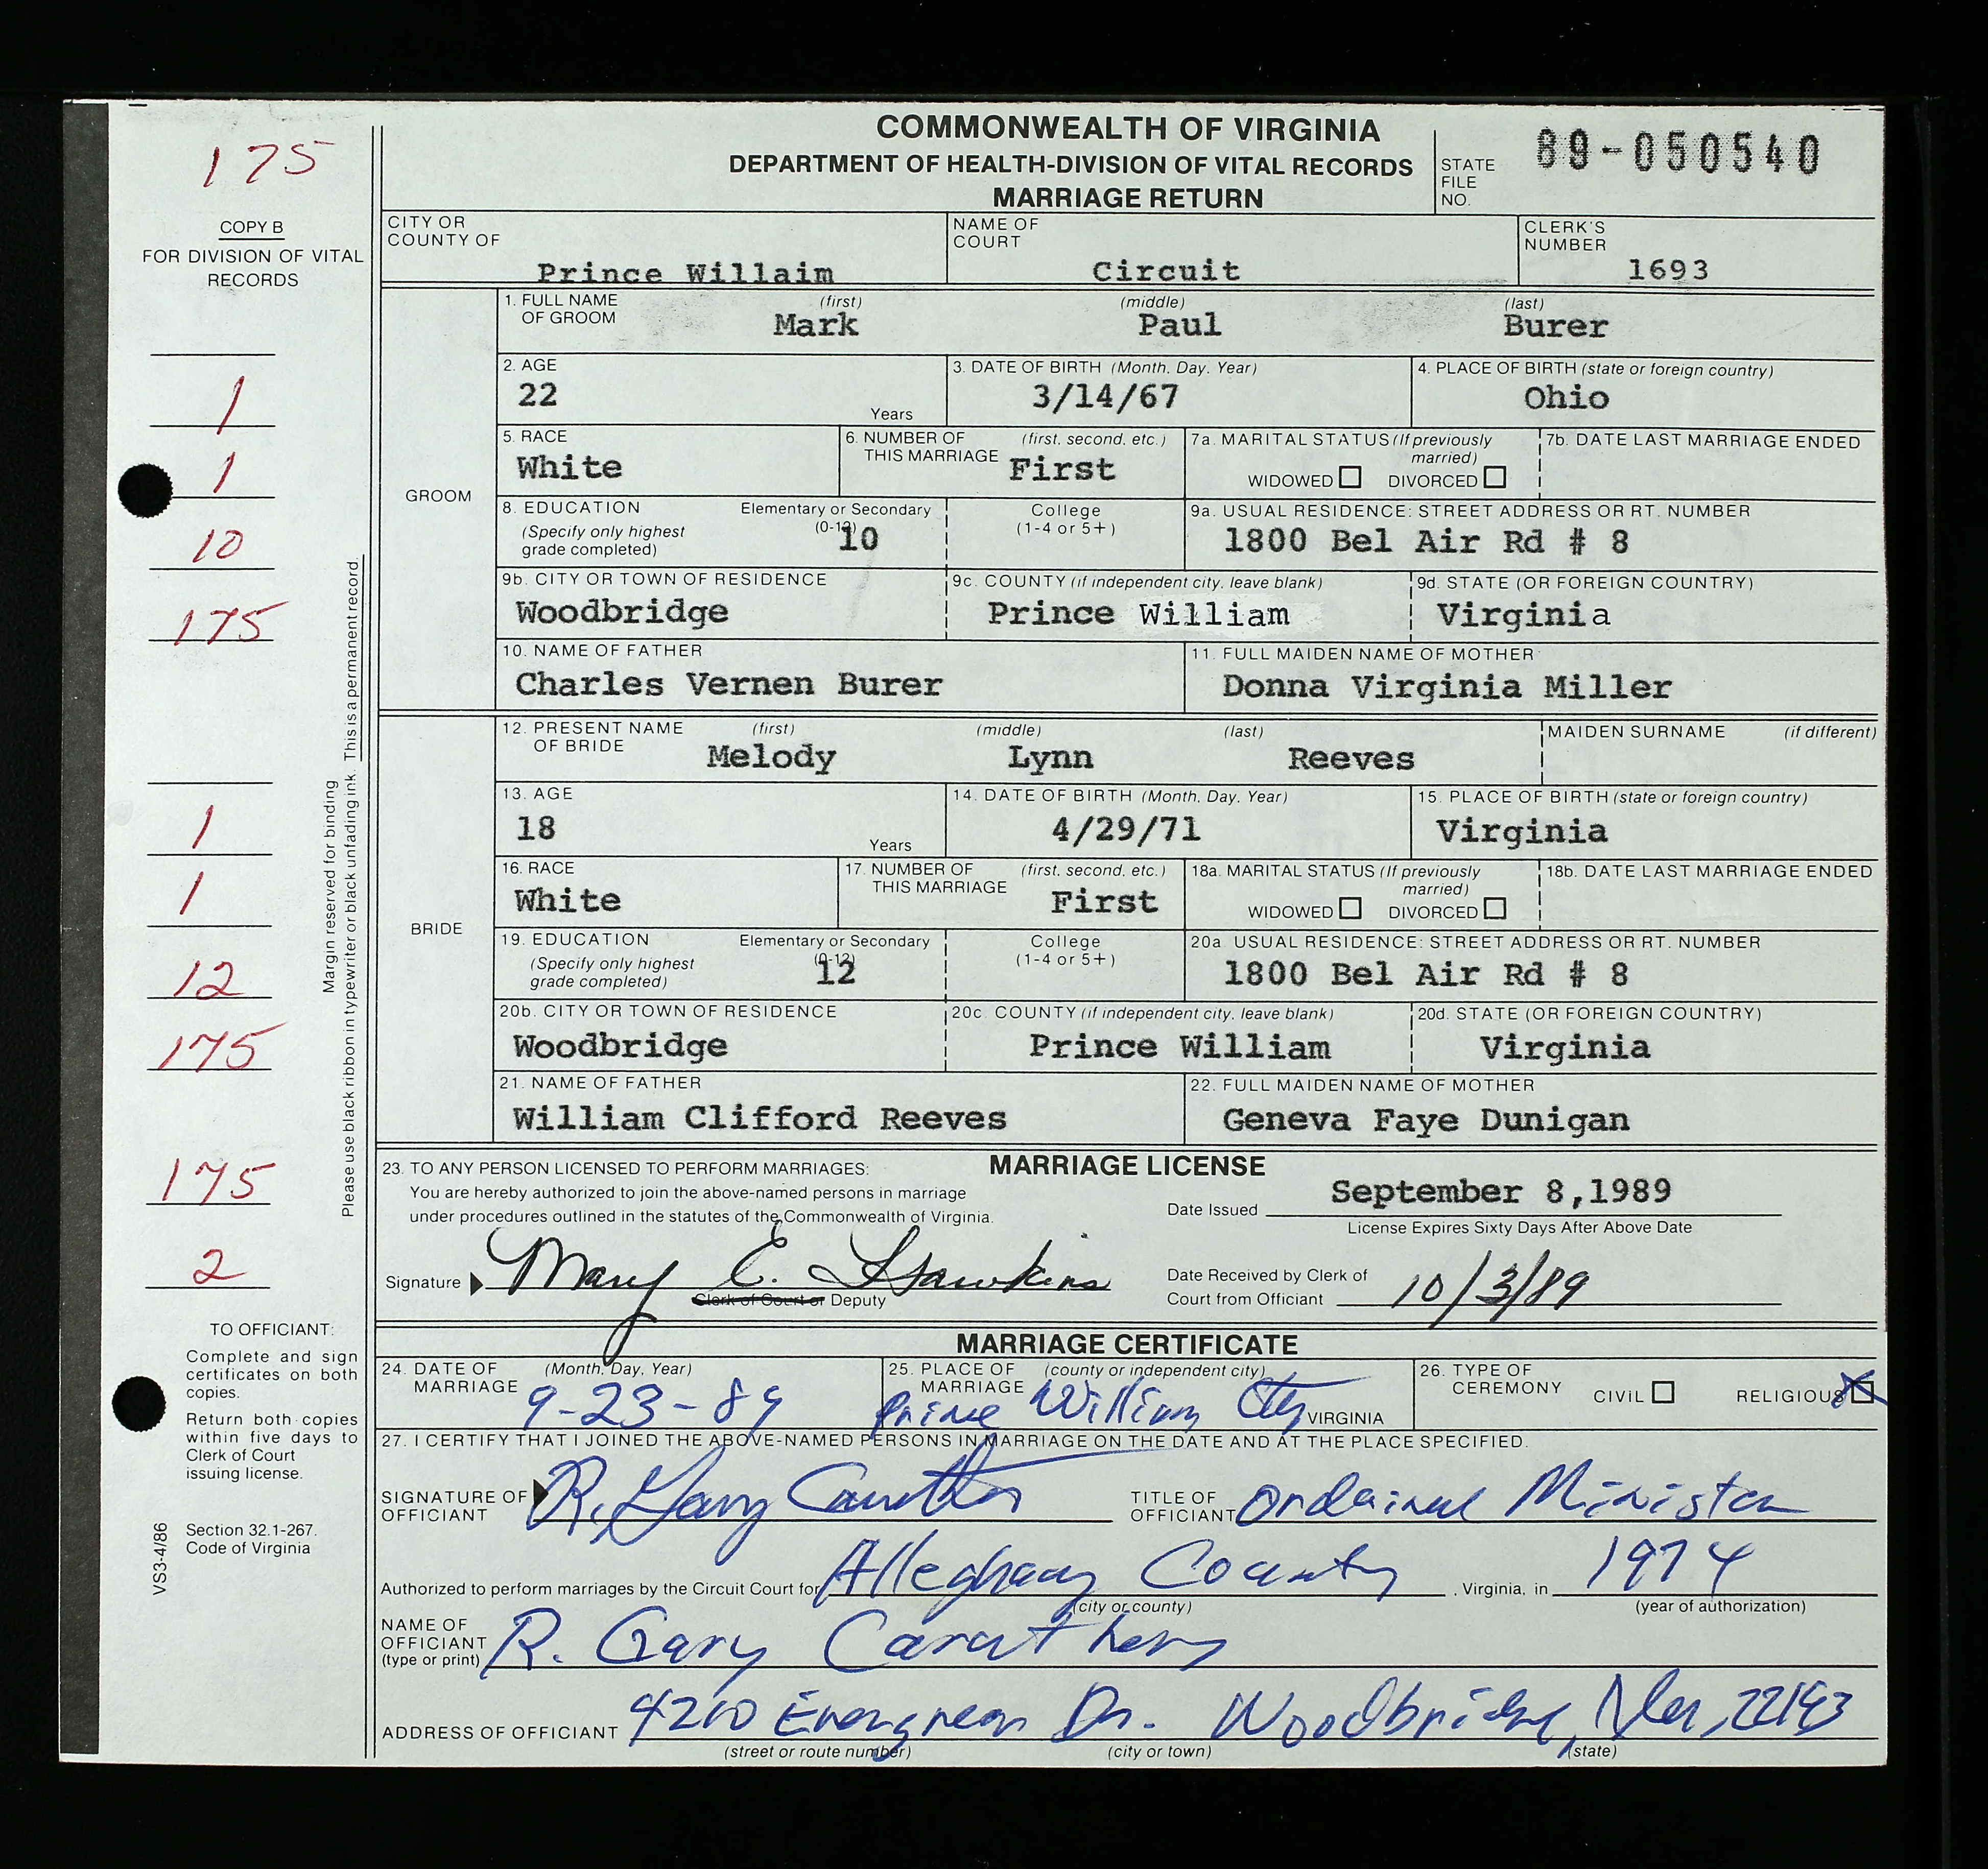 175
COPY B
FOR DIVISION OF VITAL
RECORDS
1
1
10
175
1
1
12
175
175
2
Margin reserved for binding This is a permanent record.
Please use black ribbon in typewriter or black unfading ink.
TO OFFICIANT:
Complete and sign
certificates on both
copies.
Return both copies
within five days to
Clerk of Court
issuing license.
Section 32.1-267.
Code of Virginia
VS3-4/86
COMMONWEALTH OF VIRGINIA
DEPARTMENT OF HEALTH-DIVISION OF VITAL RECORDS
MARRIAGE RETURN
STATE FILE NO. 89-050540
CITY OR COUNTY OF Prince Willaim
NAME OF COURT Circuit
CLERK'S NUMBER 1693
GROOM
1. FULL NAME OF GROOM (first) Mark (middle) Paul (last) Burer
2. AGE 22 Years
3. DATE OF BIRTH (Month, Day, Year) 3/14/67
4. PLACE OF BIRTH (state or foreign country) Ohio
5. RACE White
6. NUMBER OF THIS MARRIAGE (first, second, etc.) First
7a. MARITAL STATUS (If previously married) WIDOWED DIVORCED
7b. DATE LAST MARRIAGE ENDED
8. EDUCATION (Specify only highest grade completed) Elementary or Secondary (0-12) 10 College (1-4 or 5+)
9a. USUAL RESIDENCE: STREET ADDRESS OR RT. NUMBER 1800 Bel Air Rd # 8
9b. CITY OR TOWN OF RESIDENCE Woodbridge
9c. COUNTY (if independent city, leave blank) Prince William
9d. STATE (OR FOREIGN COUNTRY) Virginia
10. NAME OF FATHER Charles Vernen Burer
11. FULL MAIDEN NAME OF MOTHER Donna Virginia Miller
BRIDE
12. PRESENT NAME OF BRIDE (first) Melody (middle) Lynn (last) Reeves MAIDEN SURNAME (if different)
13. AGE 18 Years
14. DATE OF BIRTH (Month, Day, Year) 4/29/71
15. PLACE OF BIRTH (state or foreign country) Virginia
16. RACE White
17. NUMBER OF THIS MARRIAGE (first, second, etc.) First
18a. MARITAL STATUS (If previously married) WIDOWED DIVORCED
18b. DATE LAST MARRIAGE ENDED
19. EDUCATION (Specify only highest grade completed) Elementary or Secondary (0-12) 12 College (1-4 or 5+)
20a. USUAL RESIDENCE: STREET ADDRESS OR RT. NUMBER 1800 Bel Air Rd # 8
20b. CITY OR TOWN OF RESIDENCE Woodbridge
20c. COUNTY (if independent city, leave blank) Prince William
20d. STATE (OR FOREIGN COUNTRY) Virginia
21. NAME OF FATHER William Clifford Reeves
22. FULL MAIDEN NAME OF MOTHER Geneva Faye Dunigan
23. TO ANY PERSON LICENSED TO PERFORM MARRIAGES: MARRIAGE LICENSE
You are hereby authorized to join the above-named persons in marriage
under procedures outlined in the statutes of the Commonwealth of Virginia.
Date Issued September 8,1989
License Expires Sixty Days After Above Date
Signature Mary E. Hawkins
Clerk of Court or Deputy
Date Received by Clerk of Court from Officiant 10/3/89
MARRIAGE CERTIFICATE
24. DATE OF MARRIAGE (Month, Day, Year) 9-23-89
25. PLACE OF MARRIAGE (county or independent city) Prince William Cty VIRGINIA
26. TYPE OF CEREMONY CIVIL RELIGIOUS
27. I CERTIFY THAT I JOINED THE ABOVE-NAMED PERSONS IN MARRIAGE ON THE DATE AND AT THE PLACE SPECIFIED.
SIGNATURE OF OFFICIANT R. Gary Caruthers
TITLE OF OFFICIANT Ordained Minister
Authorized to perform marriages by the Circuit Court for Alleghany County, Virginia, in 1974
(city or county) (year of authorization)
NAME OF OFFICIANT (type or print) R. Gary Caruthers
ADDRESS OF OFFICIANT 4210 Evergreen Dr. Woodbridge, Va, 22193
(street or route number) (city or town) (state)